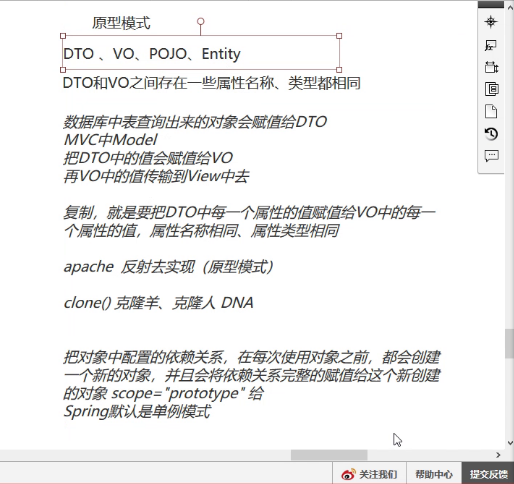 原型模式
DTO 、VO、POJO、Entity
DTO和VO之间存在一些属性名称、类型都相同
数据库中表查询出来的对象会赋值给DTO
MVC中Model
把DTO中的值会赋值给VO
再VO中的值传输到View中去
复制，就是要把DTO中每一个属性的值赋值给VO中的每一
个属性的值，属性名称相同、属性类型相同
apache 反射去实现（原型模式）
clone() 克隆羊、克隆人 DNA
把对象中配置的依赖关系，在每次使用对象之前，都会创建
一个新的对象，并且会将依赖关系完整的赋值给这个新创建
的对象 scope="prototype" 给
Spring默认是单例模式
关注我们 帮助中心 提交反馈